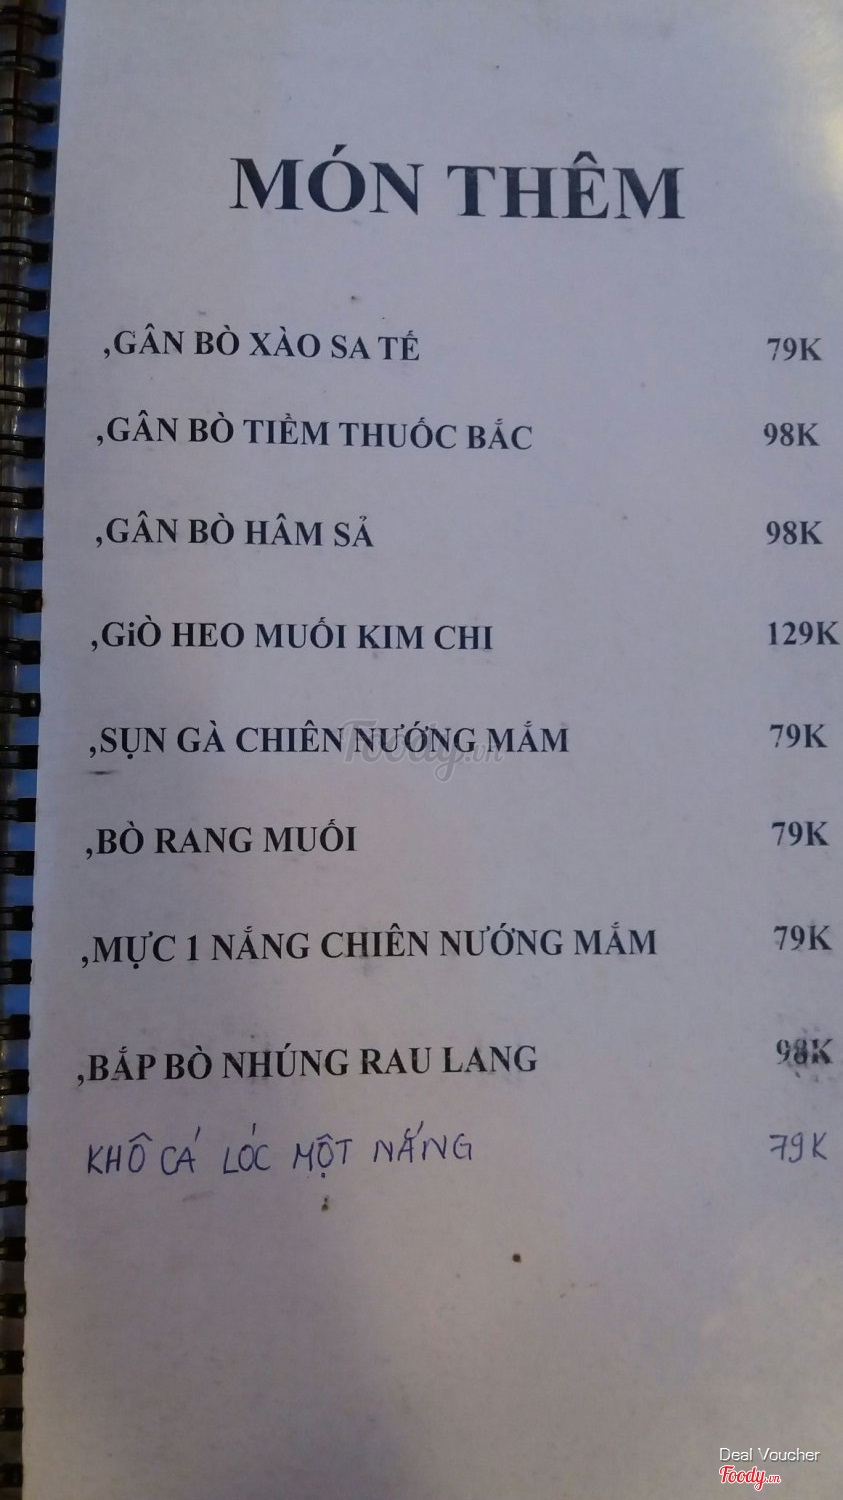 MÓN THÊM
,GÂN BÒ XÀO SA TẾ 79K
,GÂN BÒ TIỀM THUỐC BẮC 98K
,GÂN BÒ HÂM SẢ 98K
,GiÒ HEO MUỐI KIM CHI 129K
,SỤN GÀ CHIÊN NƯỚNG MẮM 79K
Foody.vn
,BÒ RANG MUỐI 79K
,MỰC 1 NẮNG CHIÊN NƯỚNG MẮM 79K
,BẮP BÒ NHÚNG RAU LANG 98K
KHÔ CÁ LÓC MỘT NẮNG 79K
Deal Voucher
Foody.vn